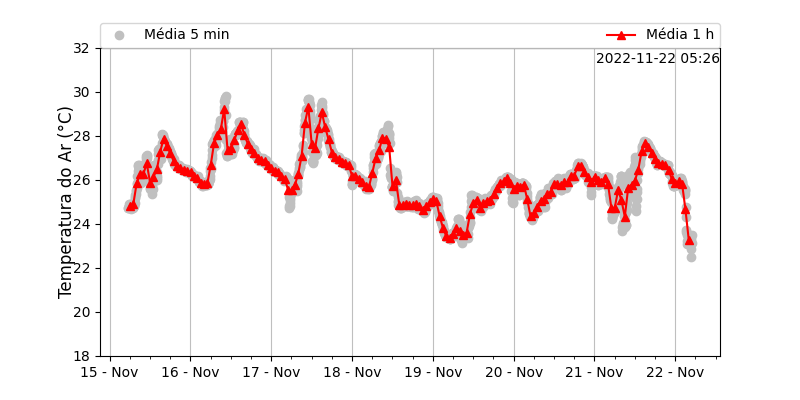 Média 5 min
Média 1 h
2022-11-22 05:26
Temperatura do Ar (°C)
32
30
28
26
24
22
20
18
15 - Nov
16 - Nov
17 - Nov
18 - Nov
19 - Nov
20 - Nov
21 - Nov
22 - Nov